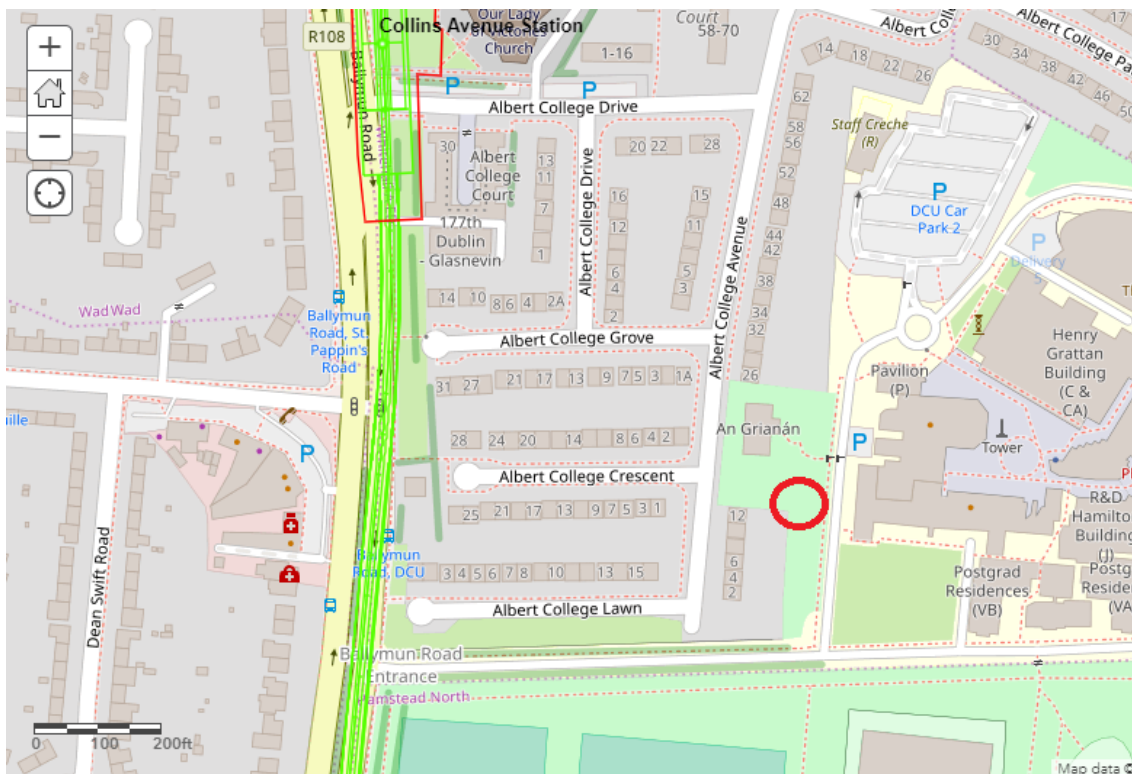 Collins Avenue Station
Our Lady
of Victories
Church
Court
58-70
1-16
R108
Ballymun Road
P
P
Albert College Drive
Albert College Pa
17
30
34
38
42
46
50
14
18
22
26
Staff Creche
(R)
P
DCU Car
Park 2
P
Delivery
S
30
Albert
College
Court
177th
Dublin
- Glasnevin
13
11
7
1
Albert College Drive
20 22
28
16
12
6
4
2
15
11
5
3
62
58
56
52
48
44
42
38
34
32
26
Albert College Avenue
14 10 8 6 4 2A
Wad Wad
Ballymun
Road, St.
Pappin's
Road
Albert College Grove
31 27 21 17 13 9 7 5 3 1A
28 24 20 14 8 6 4 2
An Grianán
Pavilion
(P)
Henry
Grattan
Building
(C &
CA)
Tower
P
P
ville
Albert College Crescent
25 21 17 13 9 7 5 3 1
12
6
4
2
R&D
Hamilto
Building
(J)
Ballymun
Road, DCU
3 4 5 6 7 8 10 13 15
Postgrad
Residences
(VB)
Postg
Reside
(VA
Dean Swift Road
Albert College Lawn
Ballymun Road
Entrance
Hamstead North
0 100 200ft
Map data ©